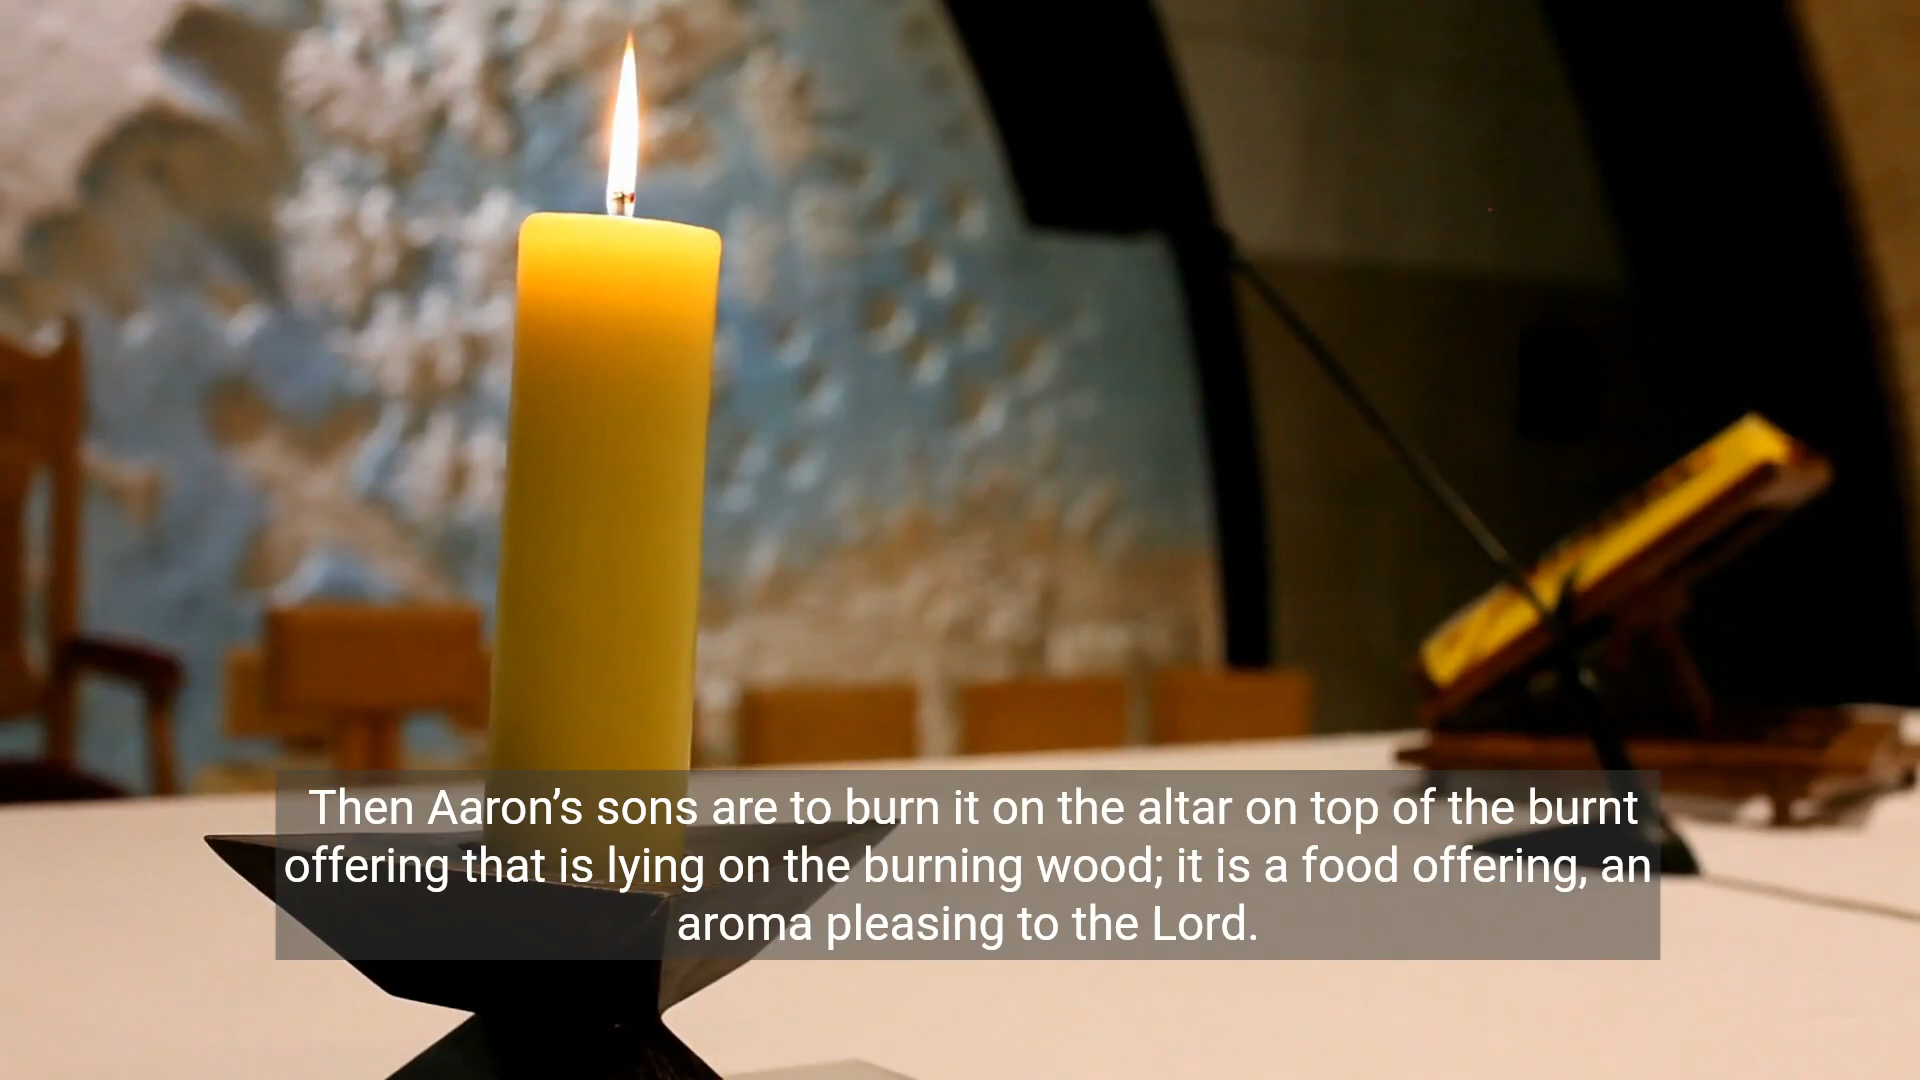 Then Aaron’s sons are to burn it on the altar on top of the burnt
offering that is lying on the burning wood; it is a food offering, an
aroma pleasing to the Lord.